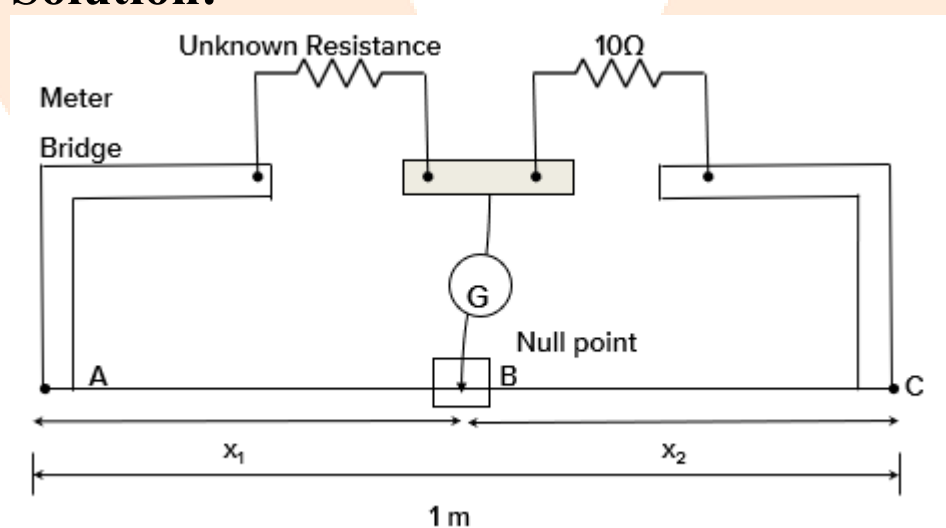 Solution:
Unknown Resistance
10Ω
Meter
Bridge
G
Null point
A
B
C
x₁
x₂
1 m